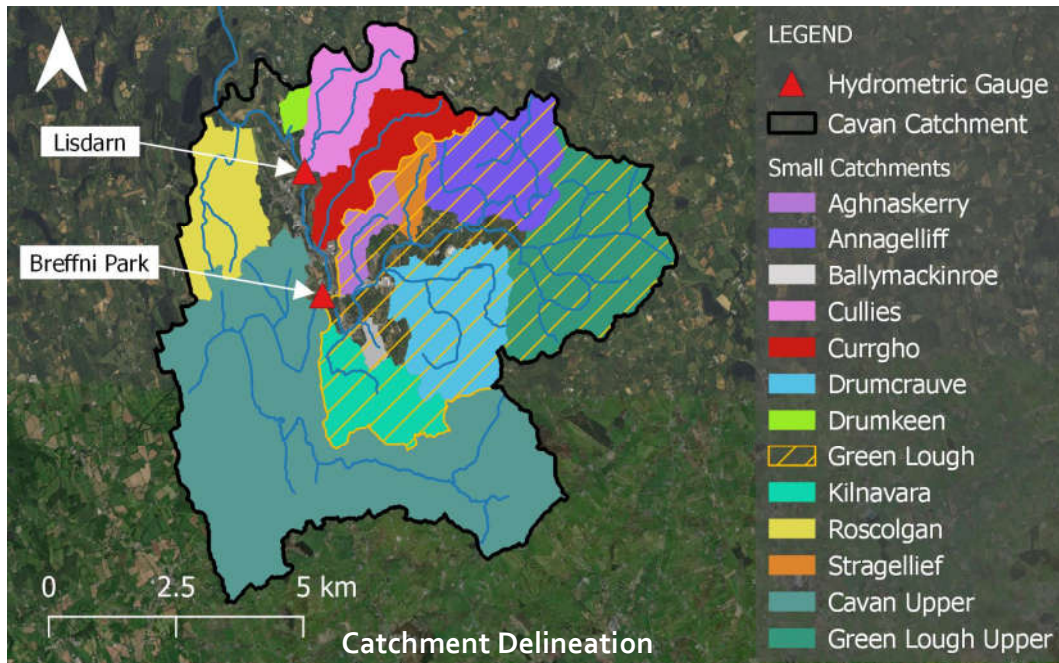 Lisdarn
Breffni Park
0 2.5 5 km
Catchment Delineation
LEGEND
Hydrometric Gauge
Cavan Catchment
Small Catchments
Aghnaskerry
Annagelliff
Ballymackinroe
Cullies
Currgho
Drumcrauve
Drumkeen
Green Lough
Kilnavara
Roscolgan
Stragellief
Cavan Upper
Green Lough Upper